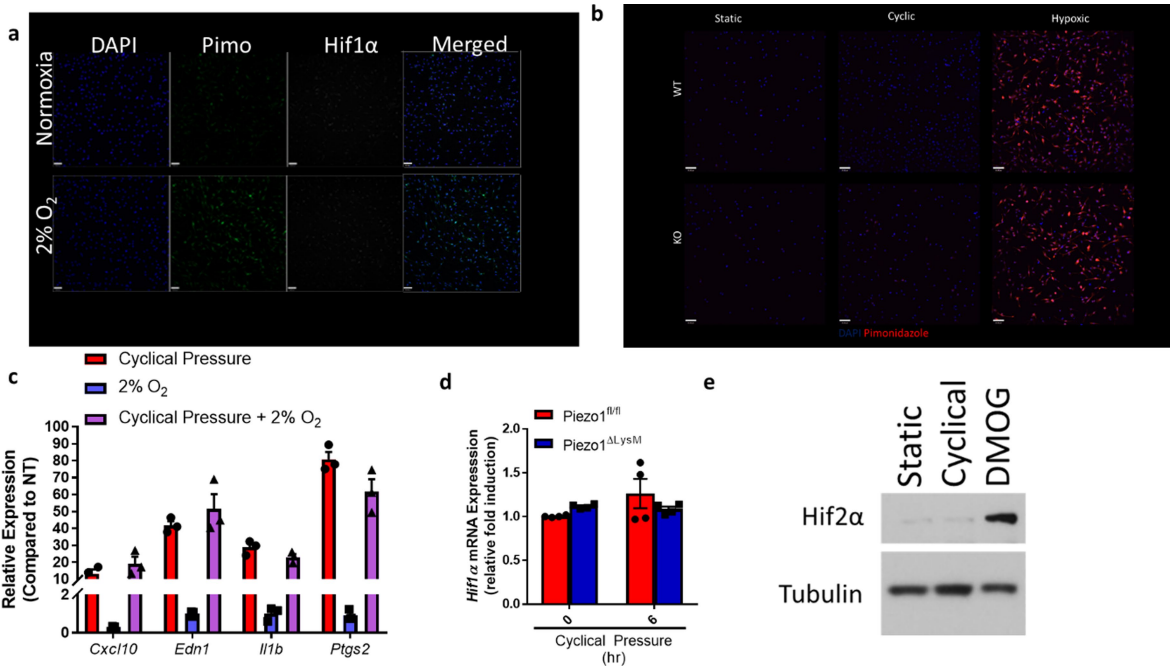 a
DAPI Pimo Hif1α Merged
Normoxia
2% O2
b
Static Cyclic Hypoxic
WT
KO
DAPI Pimonidazole
c
Cyclical Pressure
2% O2
Cyclical Pressure + 2% O2
Relative Expression
(Compared to NT)
100
90
80
70
60
50
40
30
20
10
2
0
Cxcl10 Edn1 Il1b Ptgs2
d
Piezo1fl/fl
Piezo1ΔLysM
Hif1α mRNA Expresssion
(relative fold induction)
2.0
1.5
1.0
0.5
0.0
0 6
Cyclical Pressure
(hr)
e
Static Cyclical DMOG
Hif2α
Tubulin